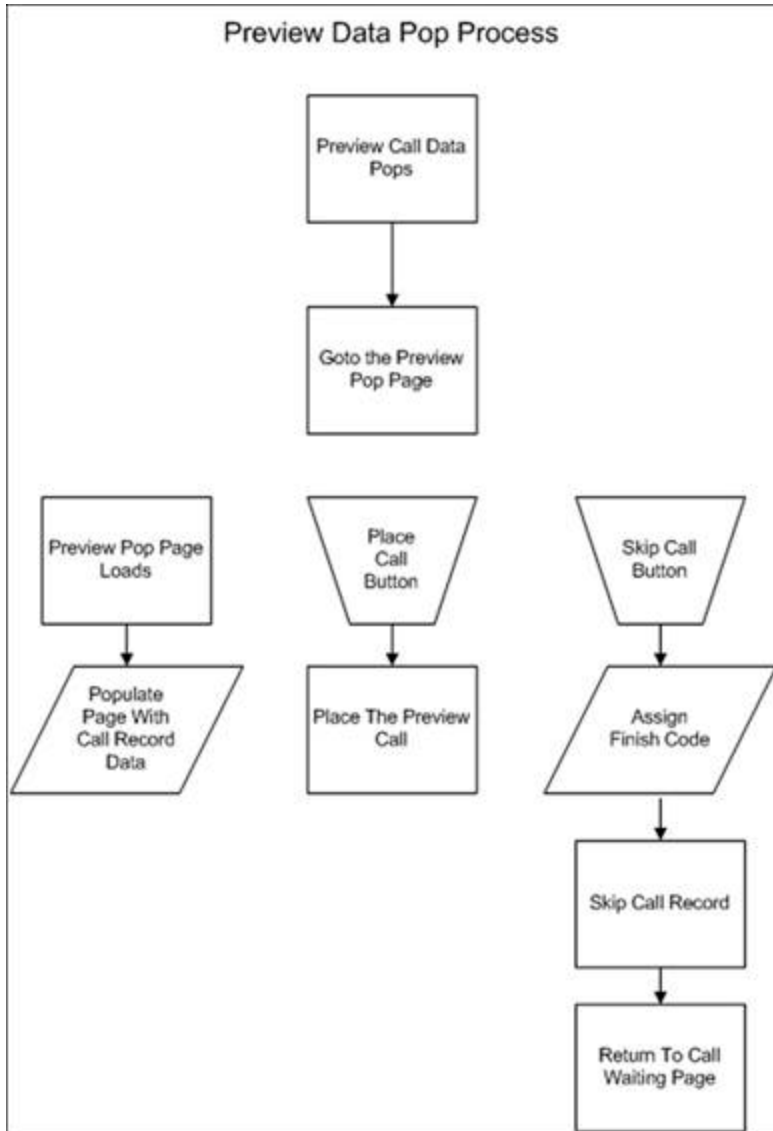 Preview Data Pop Process
Preview Call Data
Pops
Goto the Preview
Pop Page
Preview Pop Page
Loads
Populate
Page With
Call Record
Data
Place
Call
Button
Place The Preview
Call
Skip Call
Button
Assign
Finish Code
Skip Call Record
Return To Call
Waiting Page